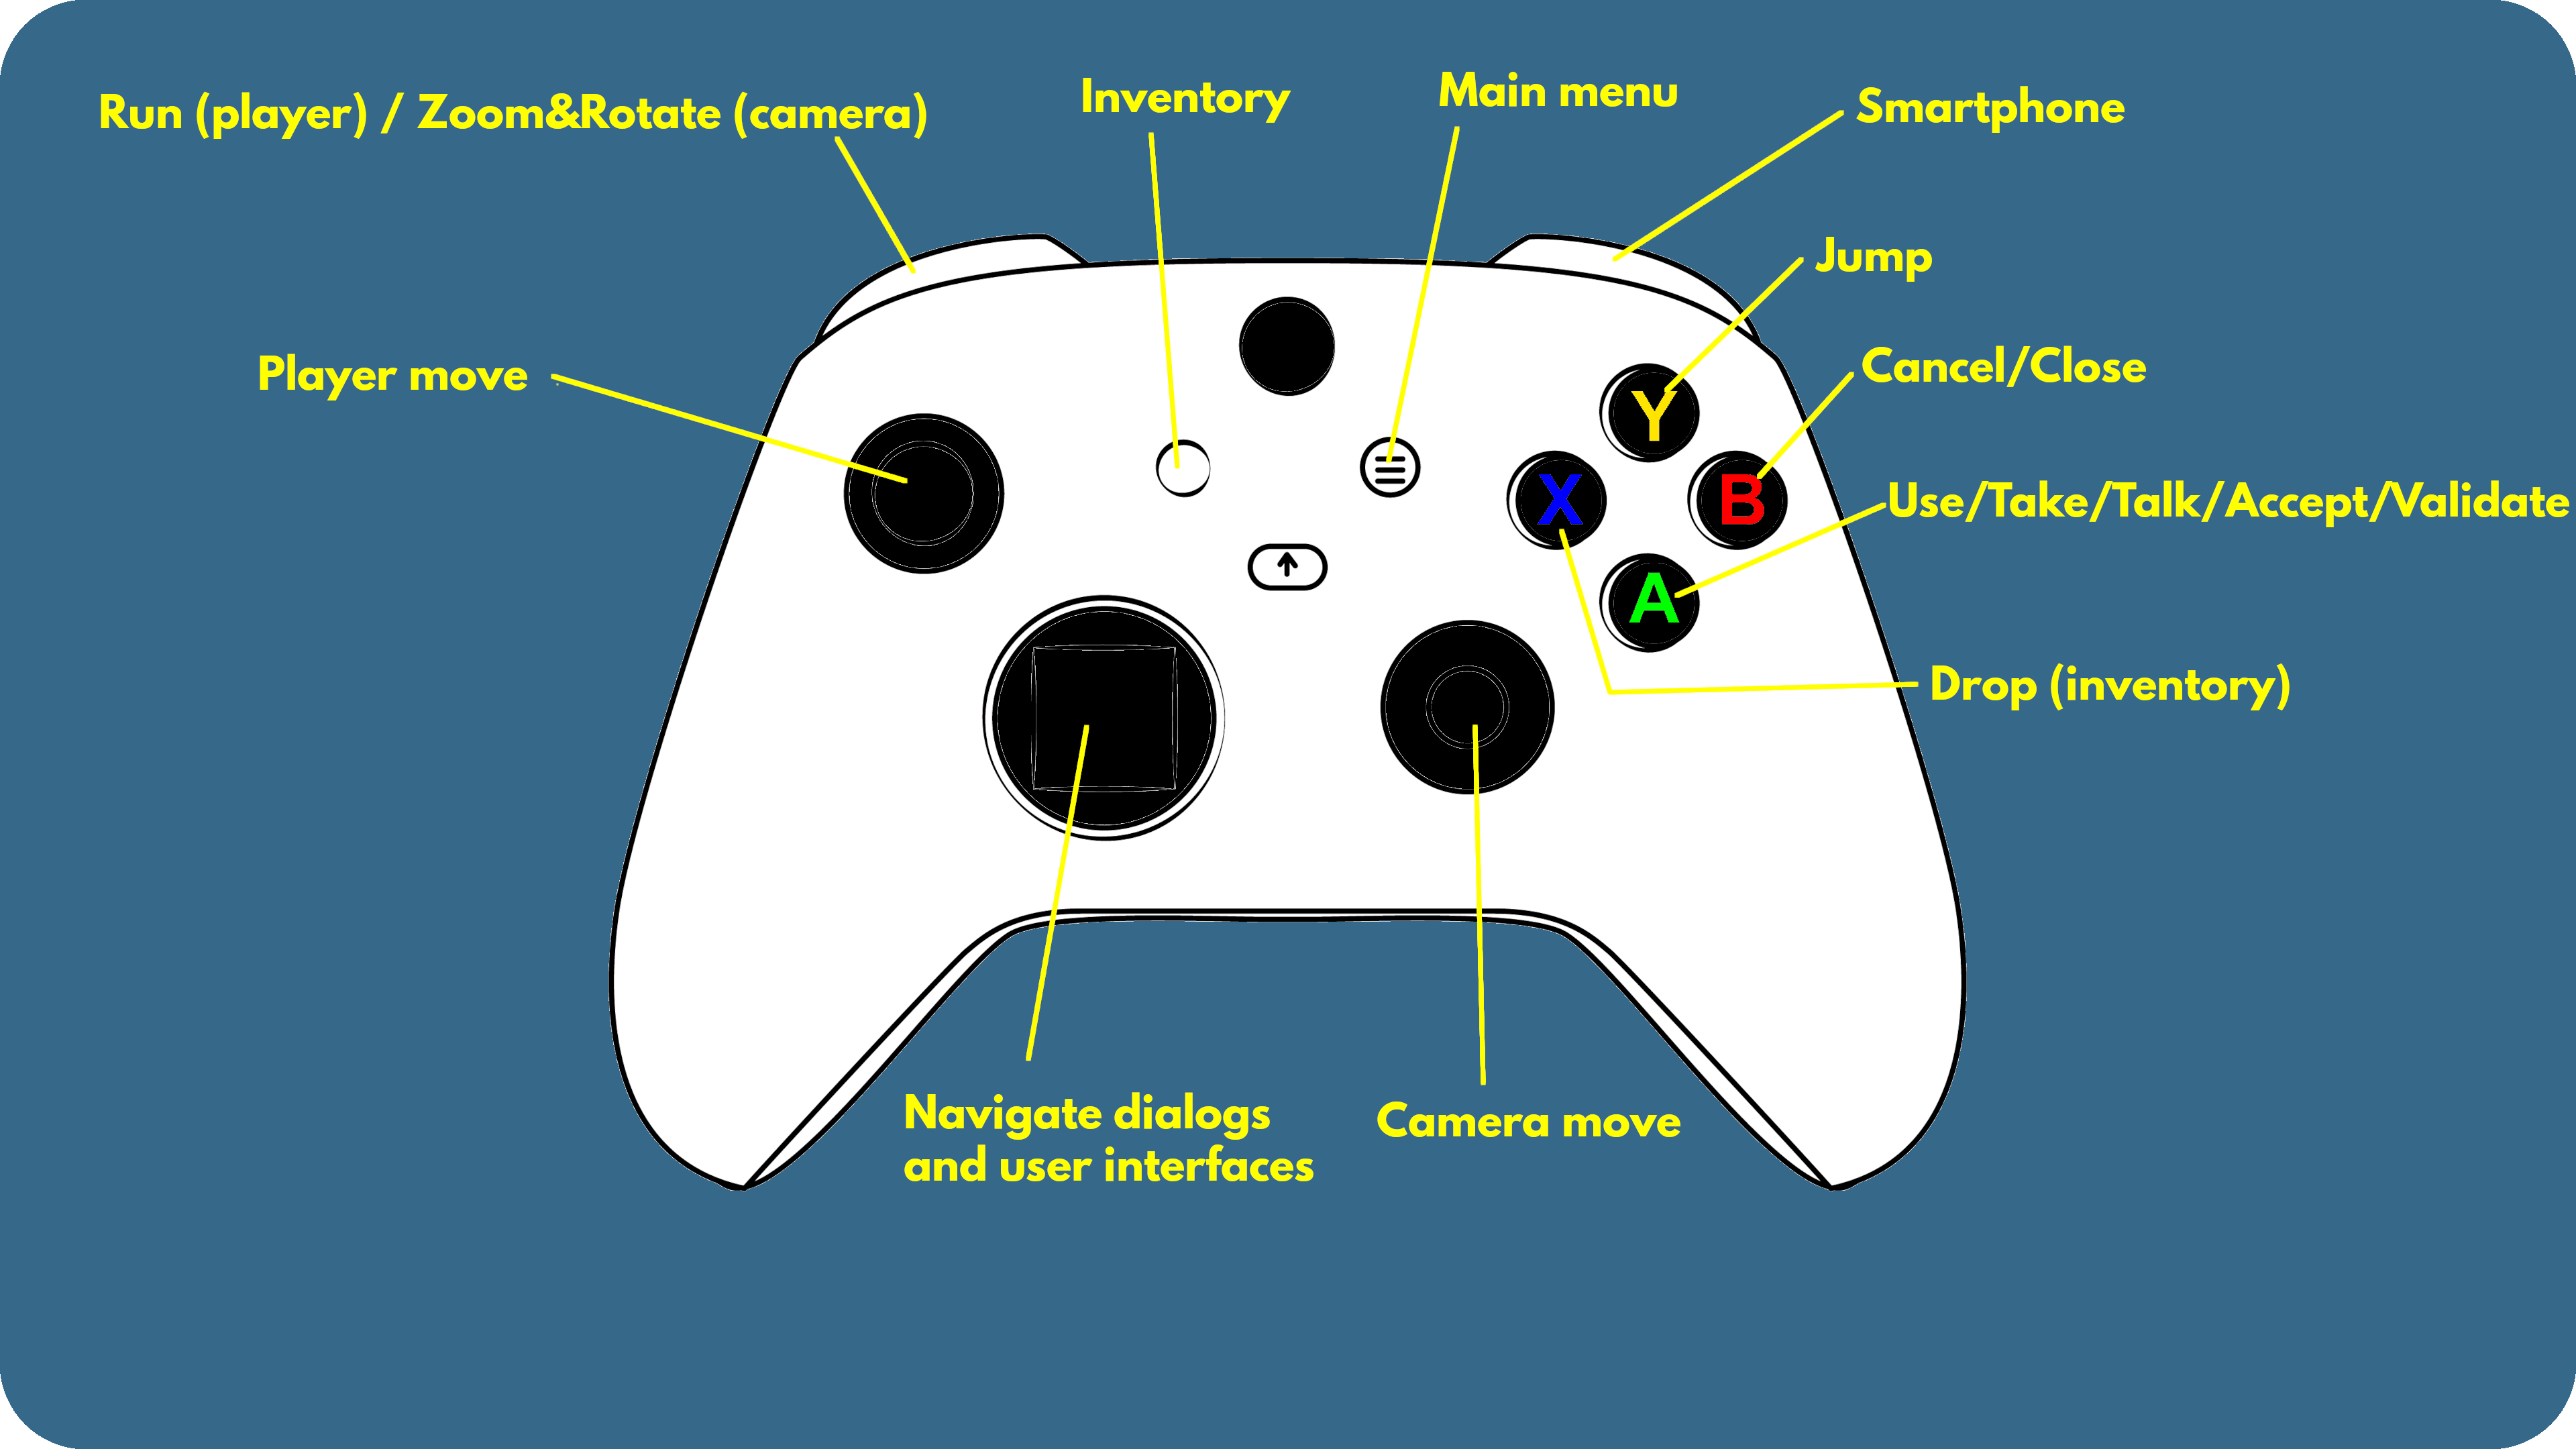 Run (player) / Zoom&Rotate (camera)
Inventory
Main menu
Smartphone
Jump
Player move
Cancel/Close
Y
X
B
Use/Take/Talk/Accept/Validate
A
Drop (inventory)
Navigate dialogs
and user interfaces
Camera move